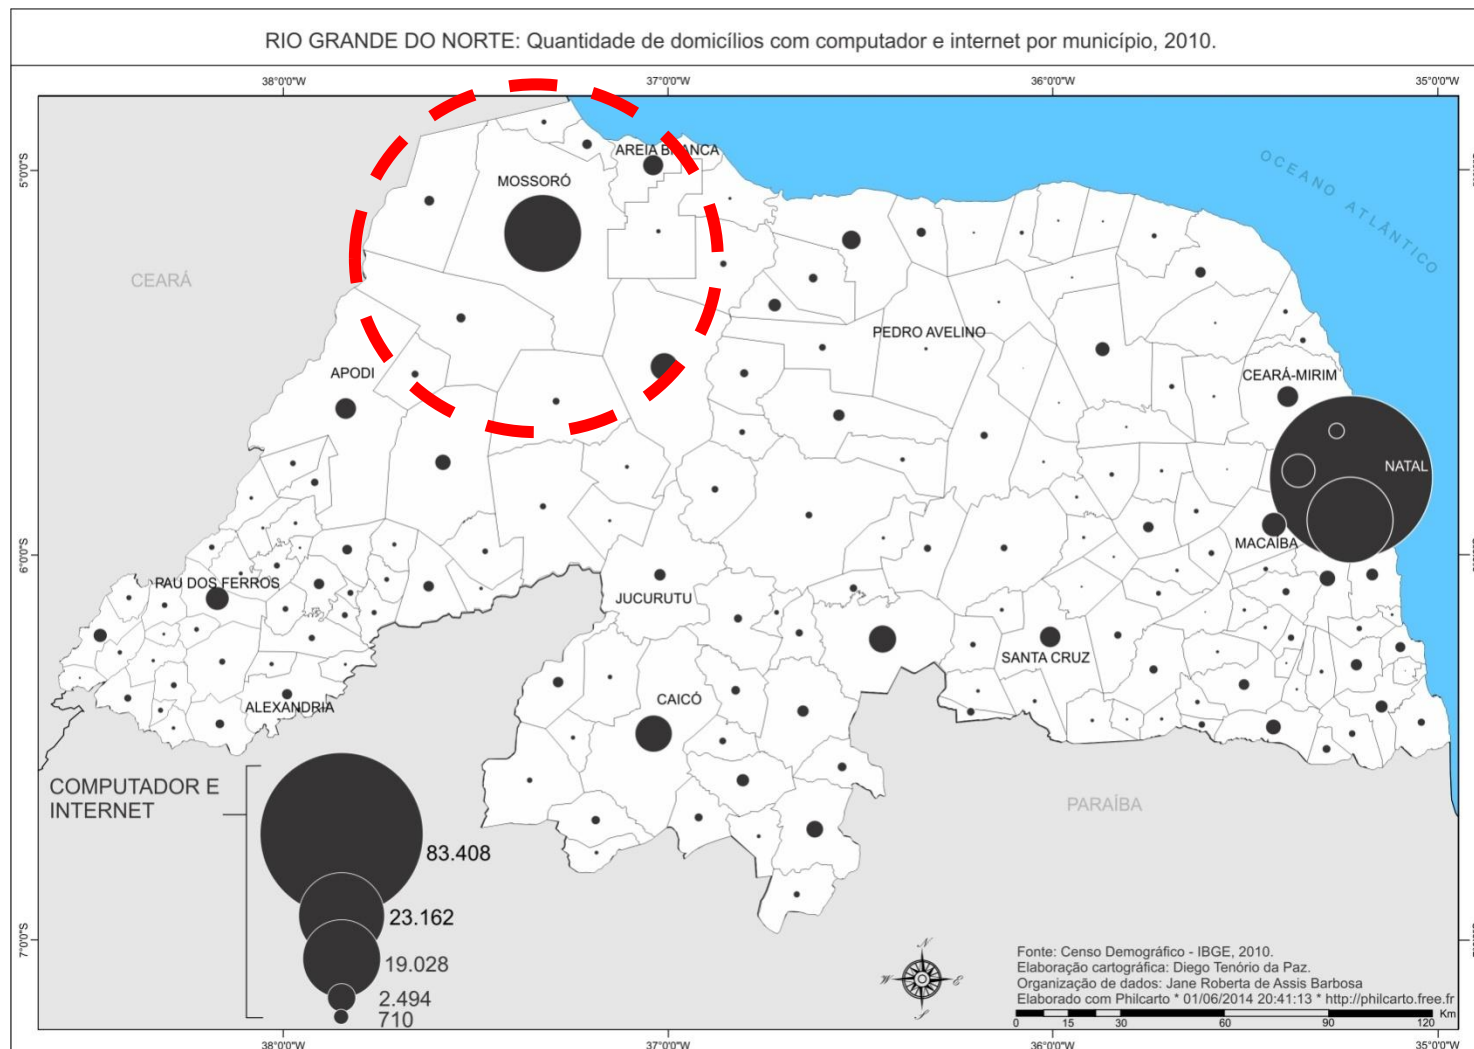 RIO GRANDE DO NORTE: Quantidade de domicílios com computador e internet por município, 2010.
38°0'0"W
37°0'0"W
36°0'0"W
35°0'0"W
5°0'0"S
AREIA BRANCA
MOSSORÓ
OCEANO ATLÂNTICO
CEARÁ
PEDRO AVELINO
APODI
CEARÁ-MIRIM
NATAL
MACAÍBA
6°0'0"S
PAU DOS FERROS
JUCURUTU
SANTA CRUZ
CAICÓ
ALEXANDRIA
COMPUTADOR E
INTERNET
PARAÍBA
83.408
23.162
19.028
2.494
710
7°0'0"S
N
W
E
S
Fonte: Censo Demográfico - IBGE, 2010.
Elaboração cartográfica: Diego Tenório da Paz.
Organização de dados: Jane Roberta de Assis Barbosa
Elaborado com Philcarto * 01/06/2014 20:41:13 * http://philcarto.free.fr
Km
0 15 30 60 90 120
38°0'0"W
37°0'0"W
36°0'0"W
35°0'0"W